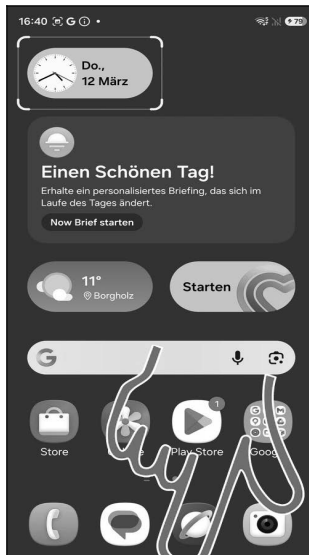 16:40 G
79
Do.,
12 März
Einen Schönen Tag!
Erhalte ein personalisiertes Briefing, das sich im
Laufe des Tages ändert.
Now Brief starten
11°
Borgholz
Starten
G
1
Store
Play Store